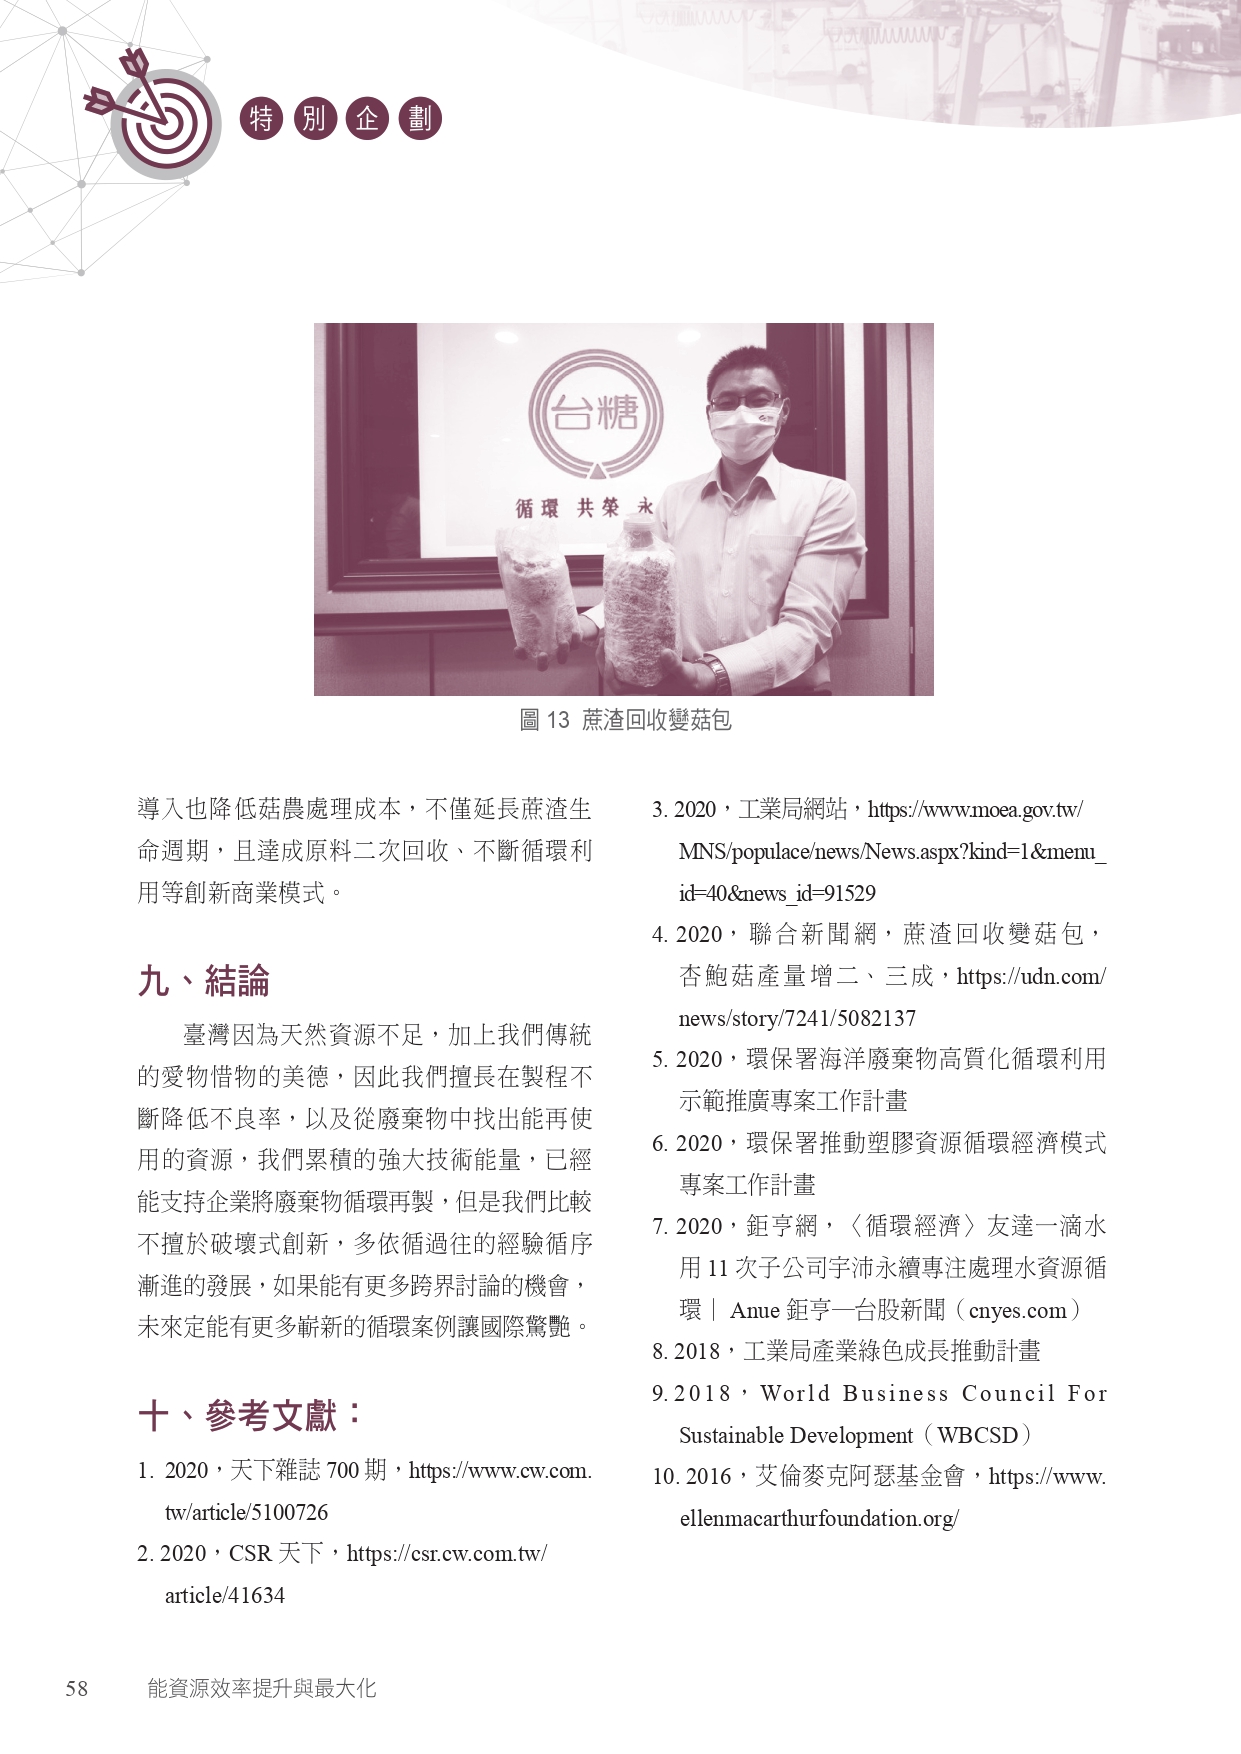 特別企劃
台糖
循環 共榮 永
圖 13 蔗渣回收變菇包
導入也降低菇農處理成本，不僅延長蔗渣生
命週期，且達成原料二次回收、不斷循環利
用等創新商業模式。
九、結論
臺灣因為天然資源不足，加上我們傳統
的愛物惜物的美德，因此我們擅長在製程不
斷降低不良率，以及從廢棄物中找出能再使
用的資源，我們累積的強大技術能量，已經
能支持企業將廢棄物循環再製，但是我們比較
不擅於破壞式創新，多依循過往的經驗循序
漸進的發展，如果能有更多跨界討論的機會，
未來定能有更多嶄新的循環案例讓國際驚艷。
十、參考文獻：
1. 2020，天下雜誌 700 期，https://www.cw.com.
tw/article/5100726
2. 2020，CSR 天下，https://csr.cw.com.tw/
article/41634
3. 2020，工業局網站，https://www.moea.gov.tw/
MNS/populace/news/News.aspx?kind=1&menu_
id=40&news_id=91529
4. 2020，聯合新聞網，蔗渣回收變菇包，
杏鮑菇產量增二、三成，https://udn.com/
news/story/7241/5082137
5. 2020，環保署海洋廢棄物高質化循環利用
示範推廣專案工作計畫
6. 2020，環保署推動塑膠資源循環經濟模式
專案工作計畫
7. 2020，鉅亨網，〈循環經濟〉友達一滴水
用 11 次子公司宇沛永續專注處理水資源循
環｜ Anue 鉅亨—台股新聞（cnyes.com）
8. 2018，工業局產業綠色成長推動計畫
9. 2018，World Business Council For
Sustainable Development（WBCSD）
10. 2016，艾倫麥克阿瑟基金會，https://www.
ellenmacarthurfoundation.org/
58 能資源效率提升與最大化